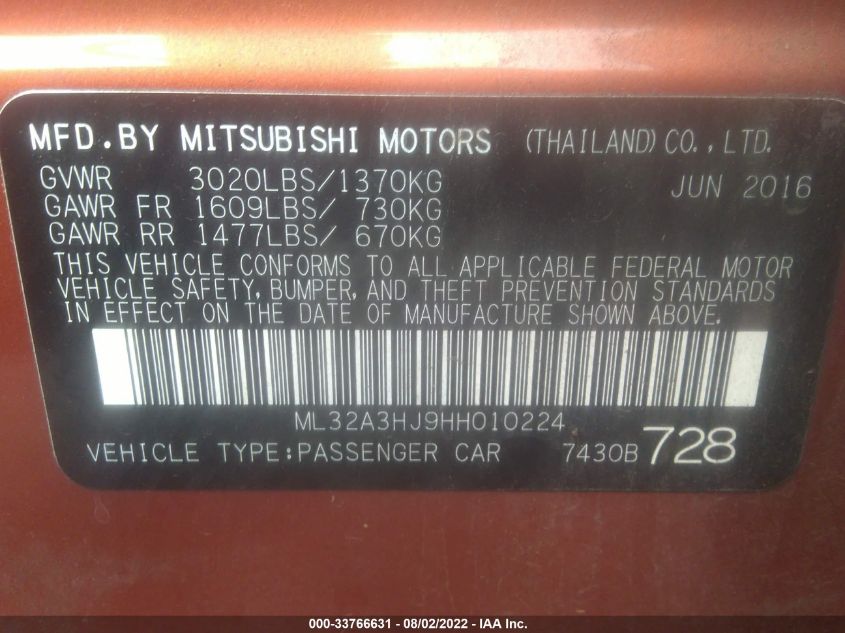 MFD.BY MITSUBISHI MOTORS (THAILAND) CO.,LTD.
GVWR 3020LBS/1370KG JUN 2016
GAWR FR 1609LBS/ 730KG
GAWR RR 1477LBS/ 670KG
THIS VEHICLE CONFORMS TO ALL APPLICABLE FEDERAL MOTOR
VEHICLE SAFETY, BUMPER, AND THEFT PREVENTION STANDARDS
IN EFFECT ON THE DATE OF MANUFACTURE SHOWN ABOVE.
ML32A3HJ9HH010224
VEHICLE TYPE:PASSENGER CAR 7430B 728
000-33766631 - 08/02/2022 - IAA Inc.